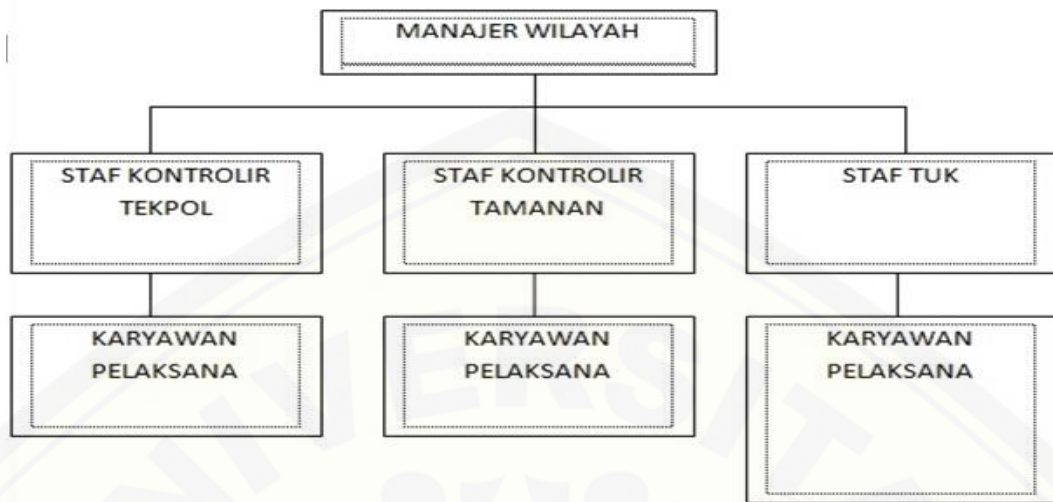 MANAJER WILAYAH
STAF KONTROLIR
TEKPOL
STAF KONTROLIR
TAMANAN
STAF TUK
KARYAWAN
PELAKSANA
KARYAWAN
PELAKSANA
KARYAWAN
PELAKSANA